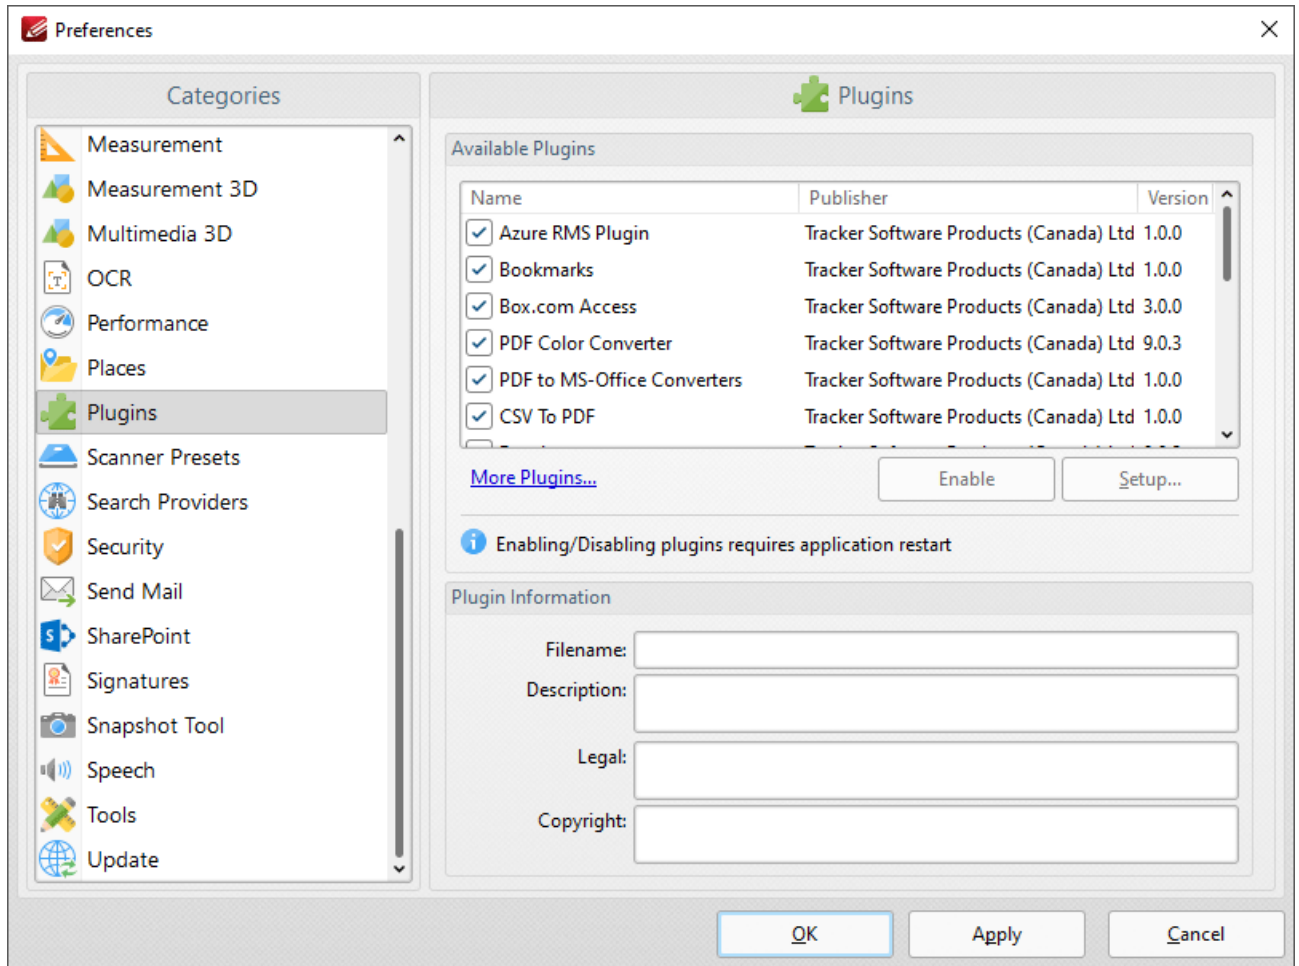 Preferences
Categories
Measurement
Measurement 3D
Multimedia 3D
OCR
Performance
Places
Plugins
Scanner Presets
Search Providers
Security
Send Mail
SharePoint
Signatures
Snapshot Tool
Speech
Tools
Update
Plugins
Available Plugins
Name Publisher Version
Azure RMS Plugin Tracker Software Products (Canada) Ltd 1.0.0
Bookmarks Tracker Software Products (Canada) Ltd 1.0.0
Box.com Access Tracker Software Products (Canada) Ltd 3.0.0
PDF Color Converter Tracker Software Products (Canada) Ltd 9.0.3
PDF to MS-Office Converters Tracker Software Products (Canada) Ltd 1.0.0
CSV To PDF Tracker Software Products (Canada) Ltd 1.0.0
More Plugins...
Enable
Setup...
Enabling/Disabling plugins requires application restart
Plugin Information
Filename:
Description:
Legal:
Copyright:
OK
Apply
Cancel